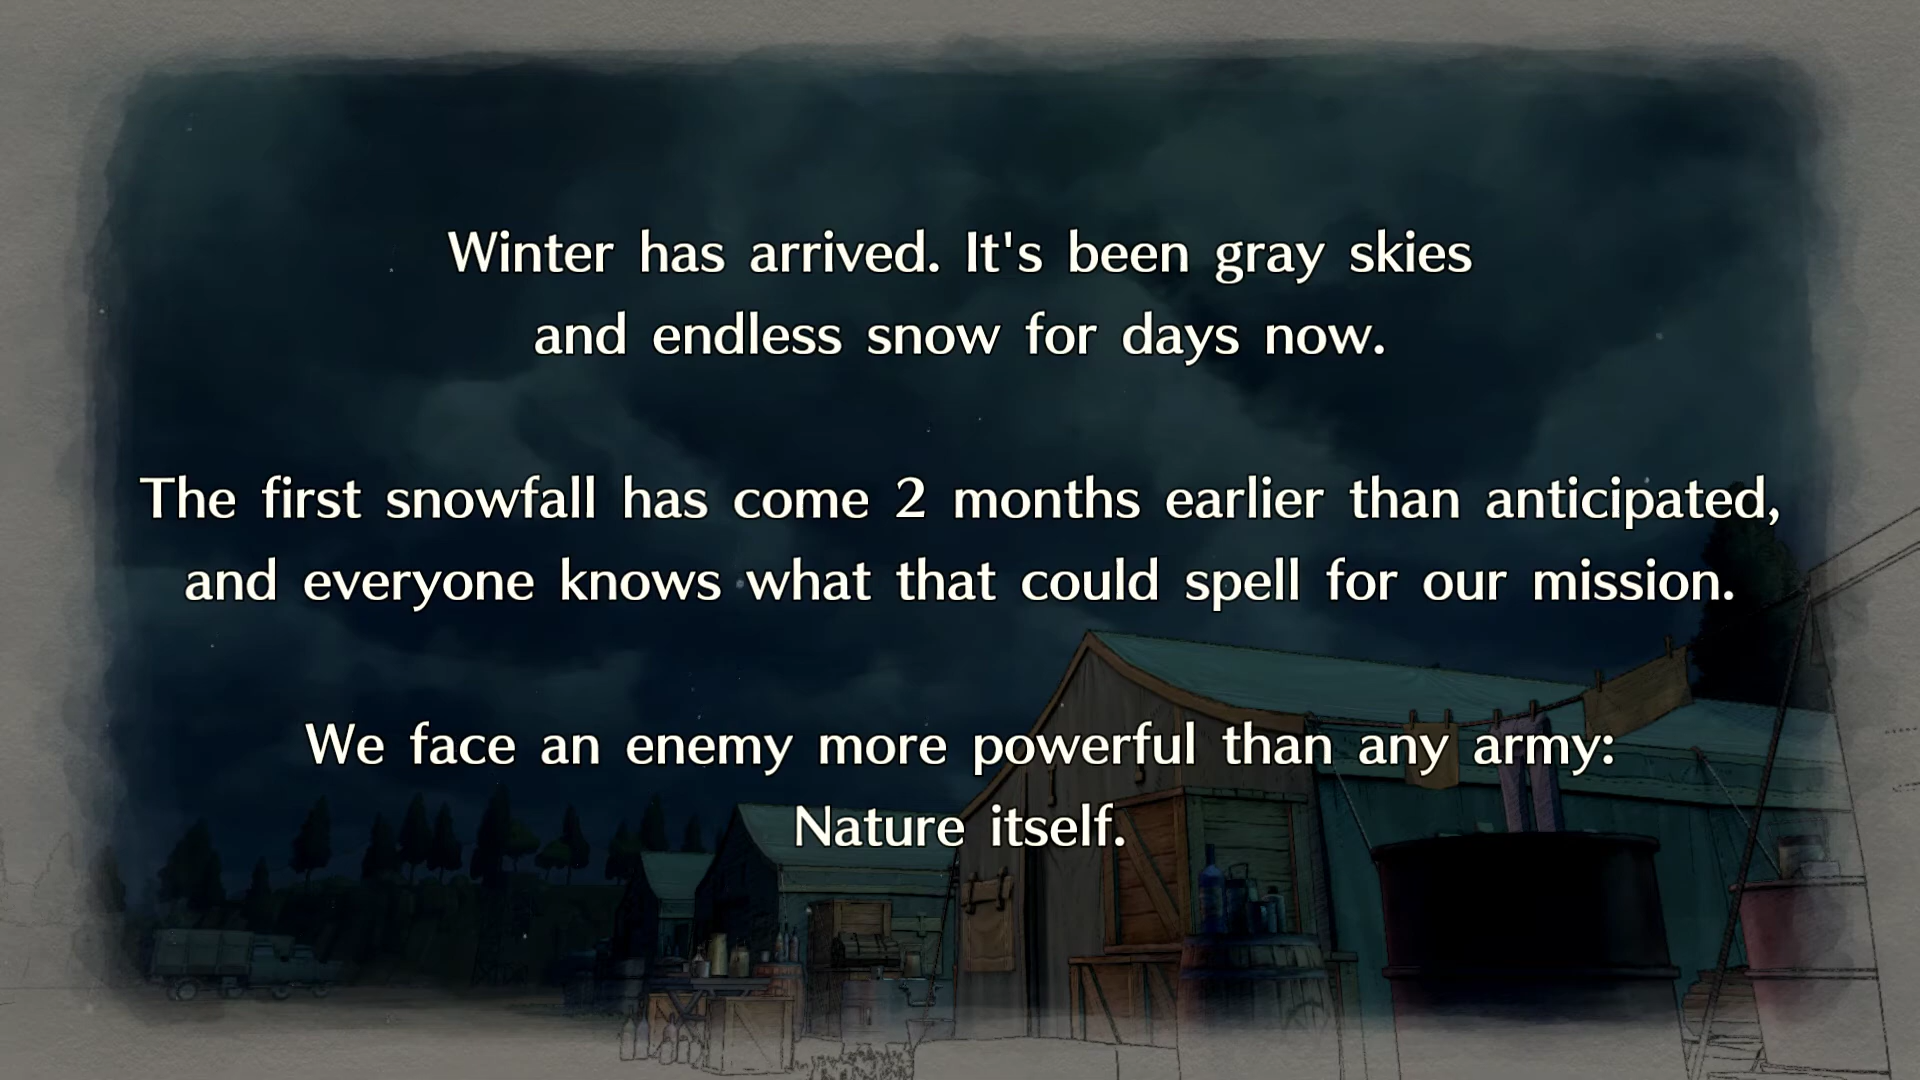 Winter has arrived. It's been gray skies
and endless snow for days now.
The first snowfall has come 2 months earlier than anticipated,
and everyone knows what that could spell for our mission.
We face an enemy more powerful than any army:
Nature itself.